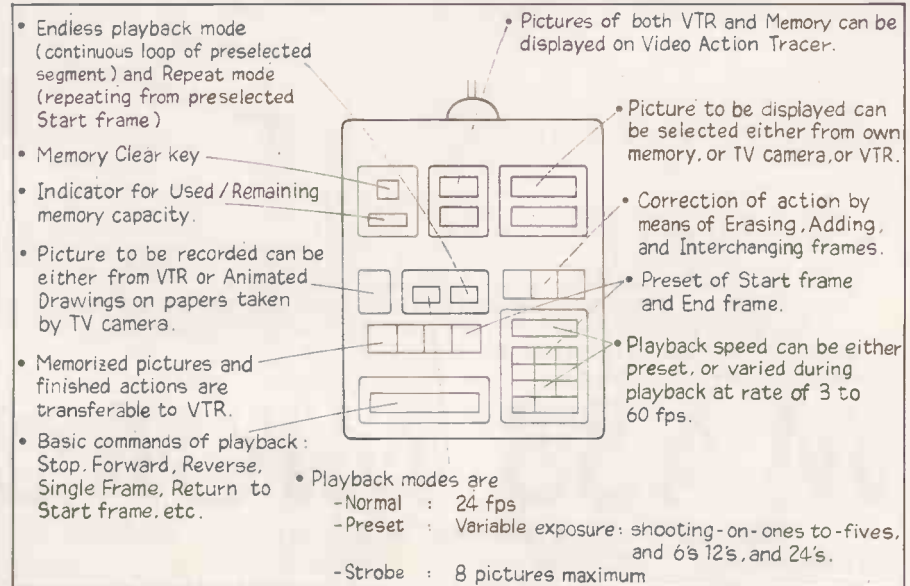 • Endless playback mode
(continuous loop of preselected
segment) and Repeat mode
(repeating from preselected
Start frame)
• Memory Clear key
• Indicator for Used / Remaining
memory capacity.
• Picture to be recorded can be
either from VTR or Animated
Drawings on papers taken
by TV camera.
• Memorized pictures and
finished actions are
transferable to VTR.
• Basic commands of playback :
Stop, Forward, Reverse,
Single Frame, Return to
Start frame, etc.
• Pictures of both VTR and Memory can be
displayed on Video Action Tracer.
• Picture to be displayed can
be selected either from own
memory, or TV camera, or VTR.
• Correction of action by
means of Erasing, Adding,
and Interchanging frames.
• Preset of Start frame
and End frame.
• Playback speed can be either
preset, or varied during
playback at rate of 3 to
60 fps.
• Playback modes are
-Normal : 24 fps
-Preset : Variable exposure: shooting-on-ones to-fives,
and 6's 12's, and 24's.
-Strobe : 8 pictures maximum